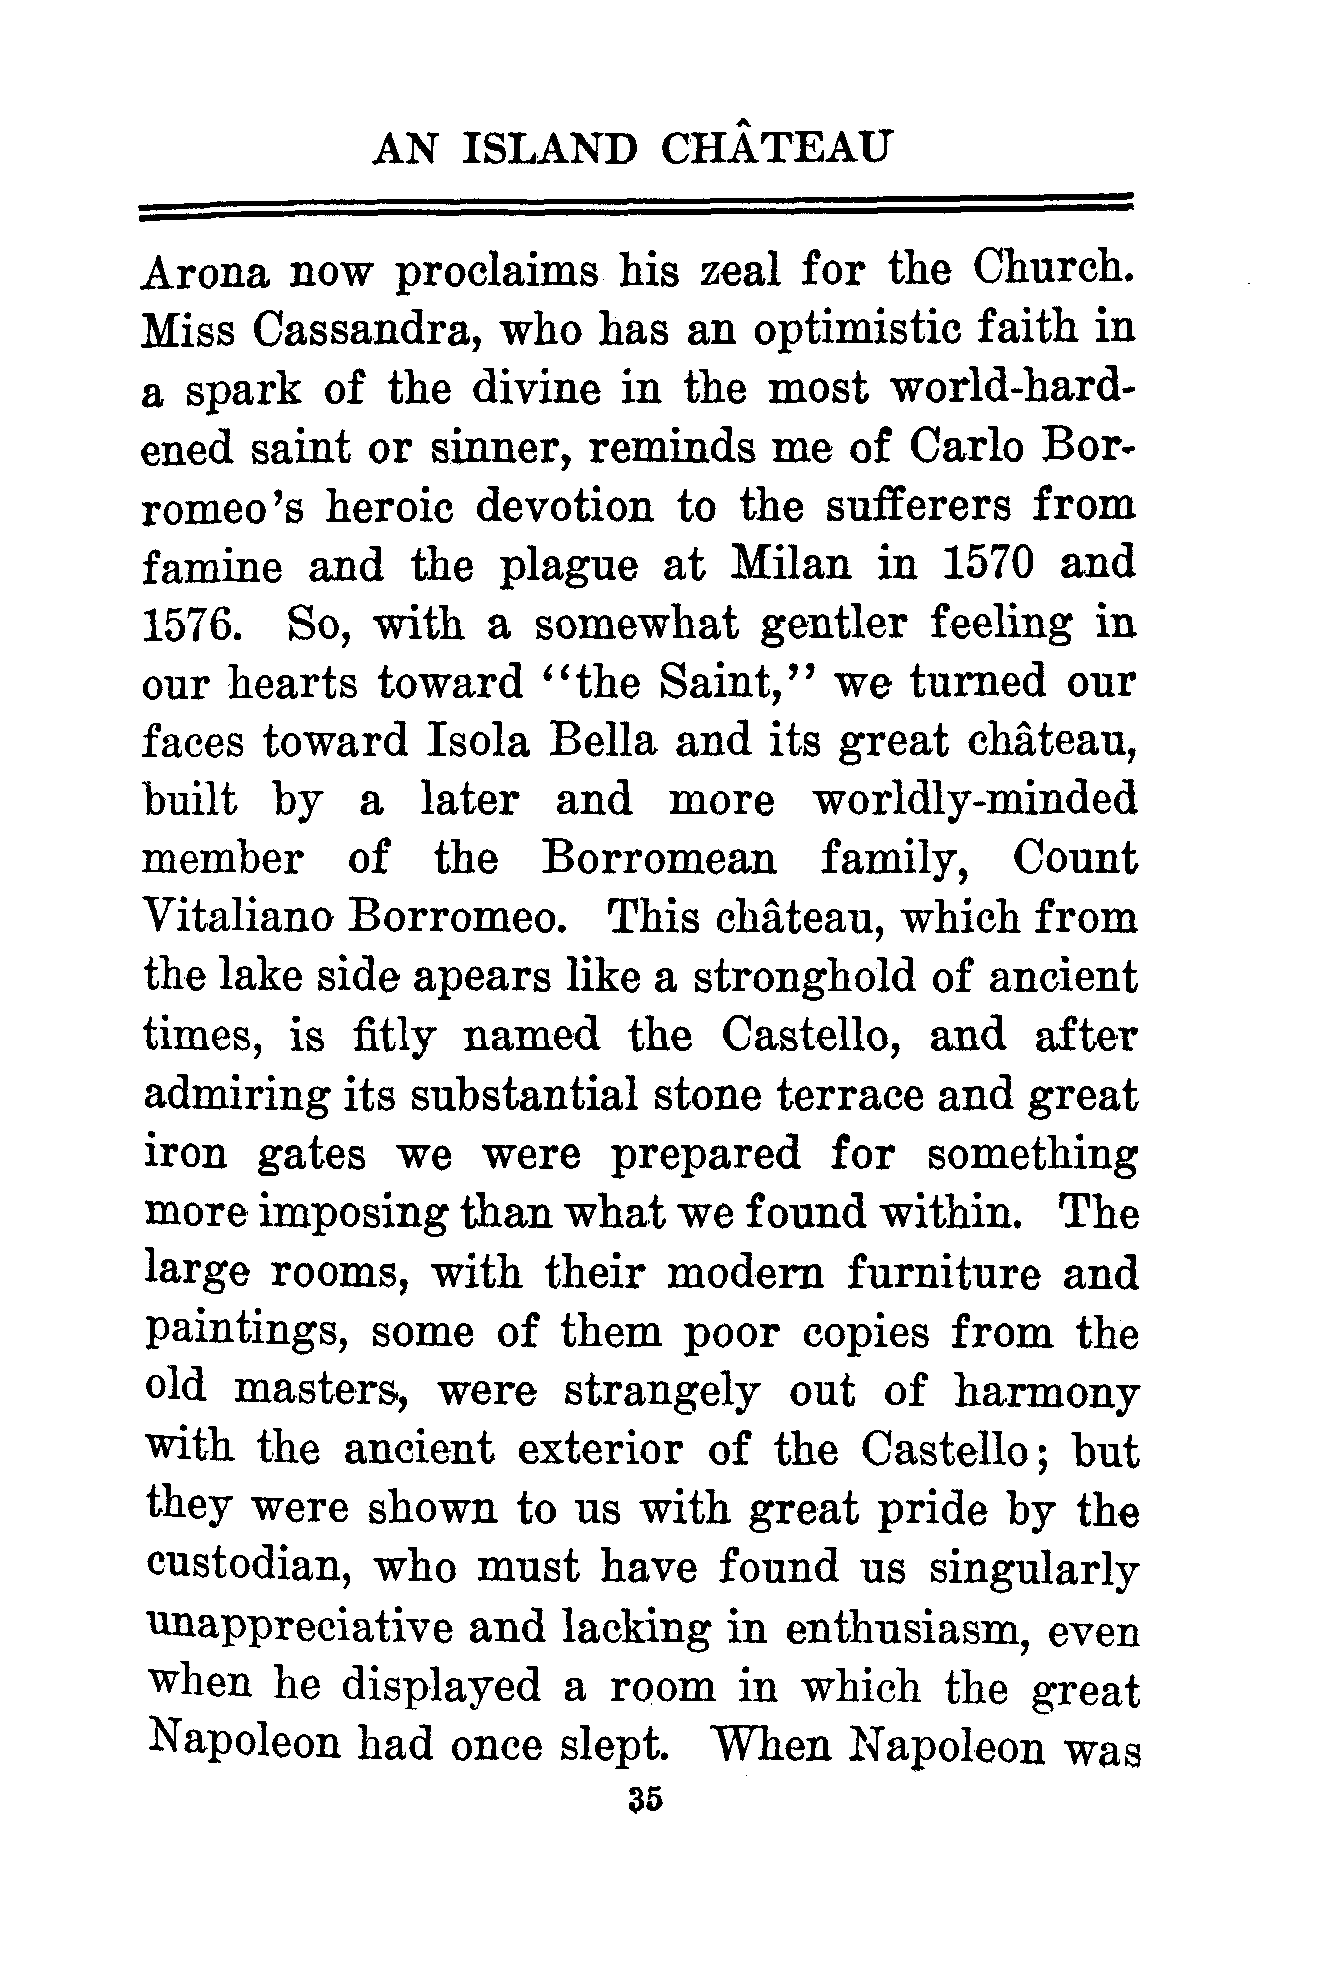 AN ISLAND CHÂTEAU
Arona now proclaims his zeal for the Church.
Miss Cassandra, who has an optimistic faith in
a spark of the divine in the most world-hard-
ened saint or sinner, reminds me of Carlo Bor-
romeo's heroic devotion to the sufferers from
famine and the plague at Milan in 1570 and
1576. So, with a somewhat gentler feeling in
our hearts toward "the Saint," we turned our
faces toward Isola Bella and its great château,
built by a later and more worldly-minded
member of the Borromean family, Count
Vitaliano Borromeo. This château, which from
the lake side apears like a stronghold of ancient
times, is fitly named the Castello, and after
admiring its substantial stone terrace and great
iron gates we were prepared for something
more imposing than what we found within. The
large rooms, with their modern furniture and
paintings, some of them poor copies from the
old masters, were strangely out of harmony
with the ancient exterior of the Castello; but
they were shown to us with great pride by the
custodian, who must have found us singularly
unappreciative and lacking in enthusiasm, even
when he displayed a room in which the great
Napoleon had once slept. When Napoleon was
35